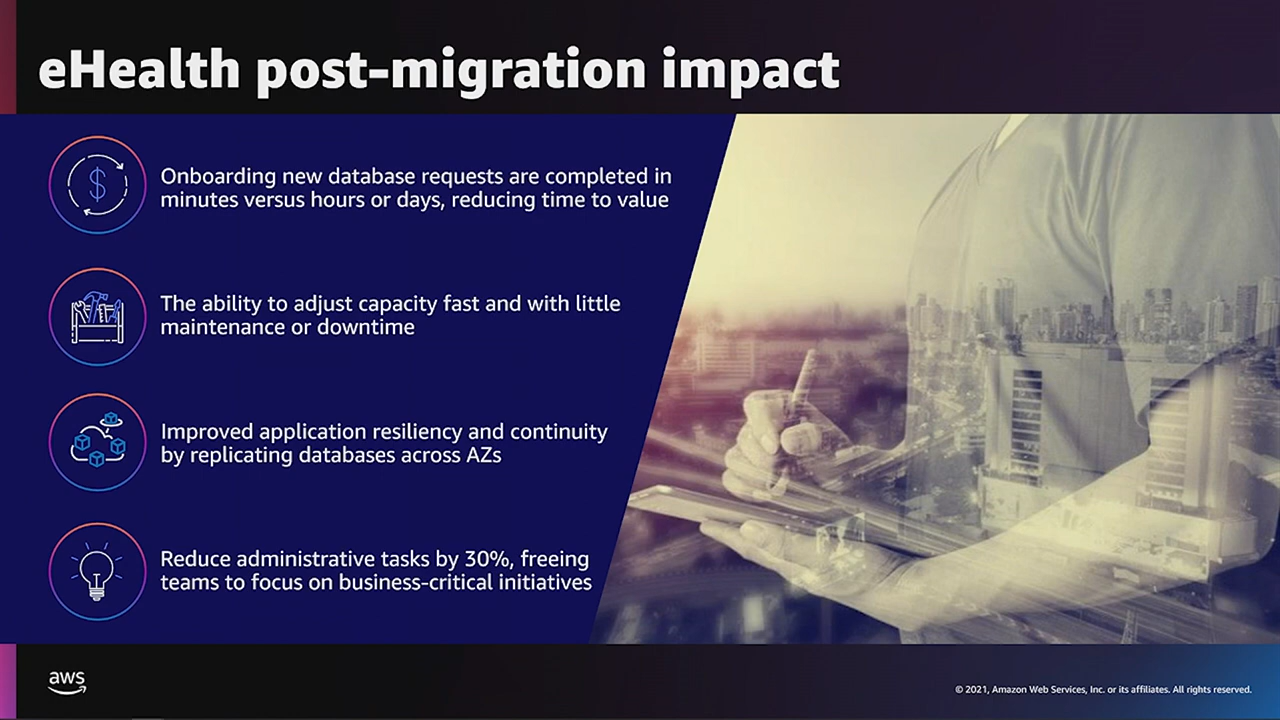 eHealth post-migration impact
Onboarding new database requests are completed in
minutes versus hours or days, reducing time to value
The ability to adjust capacity fast and with little
maintenance or downtime
Improved application resiliency and continuity
by replicating databases across AZs
Reduce administrative tasks by 30%, freeing
teams to focus on business-critical initiatives
aws
© 2021, Amazon Web Services, Inc. or its affiliates. All rights reserved.